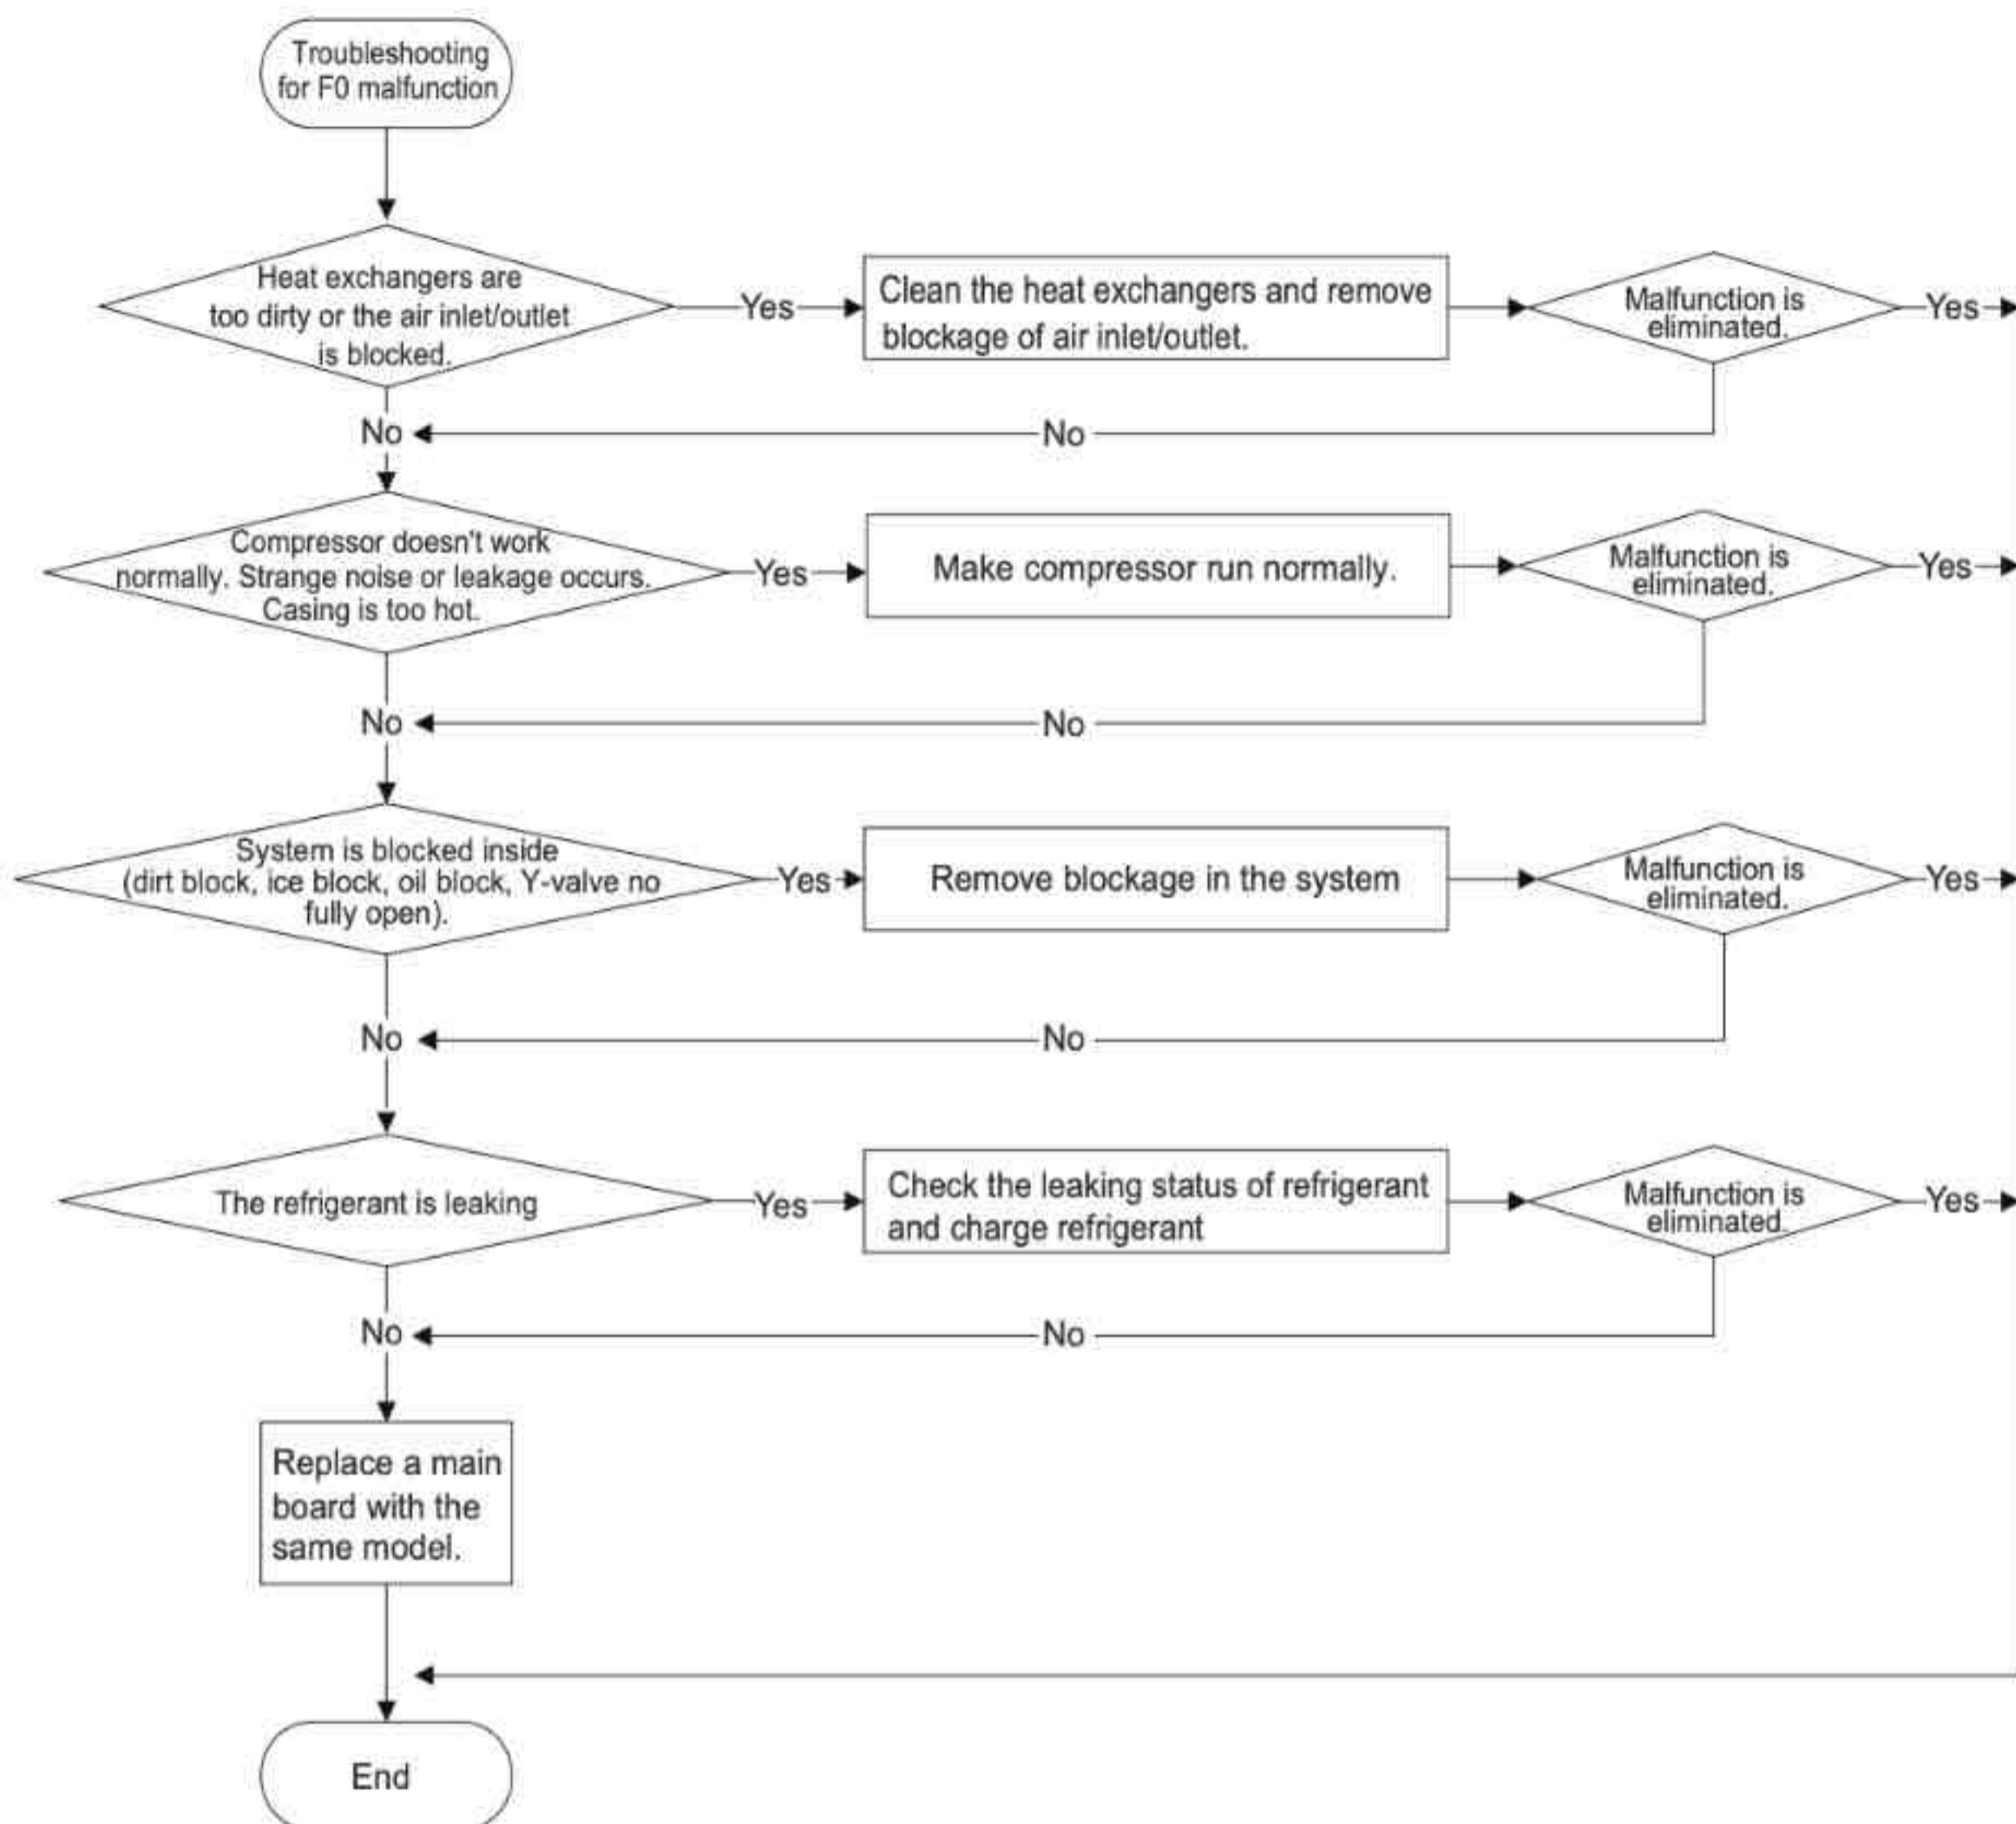 Troubleshooting
for F0 malfunction
Heat exchangers are
too dirty or the air inlet/outlet
is blocked.
Yes
Clean the heat exchangers and remove
blockage of air inlet/outlet.
Malfunction is
eliminated.
Yes
No
No
Compressor doesn't work
normally. Strange noise or leakage occurs.
Casing is too hot.
Yes
Make compressor run normally.
Malfunction is
eliminated.
Yes
No
No
System is blocked inside
(dirt block, ice block, oil block, Y-valve no
fully open).
Yes
Remove blockage in the system
Malfunction is
eliminated.
Yes
No
No
The refrigerant is leaking
Yes
Check the leaking status of refrigerant
and charge refrigerant
Malfunction is
eliminated.
Yes
No
No
Replace a main
board with the
same model.
End